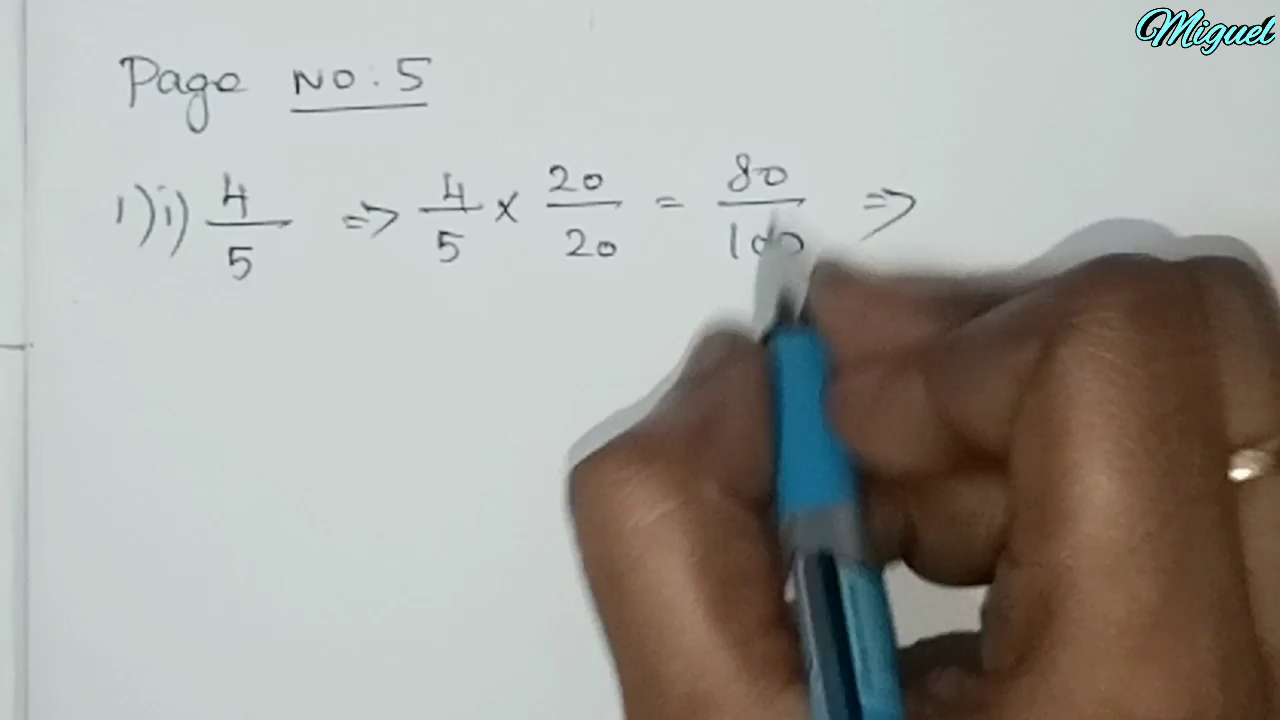 Miguel
Page No: 5
1) i) 4/5 => 4/5 × 20/20 = 80/100 =>